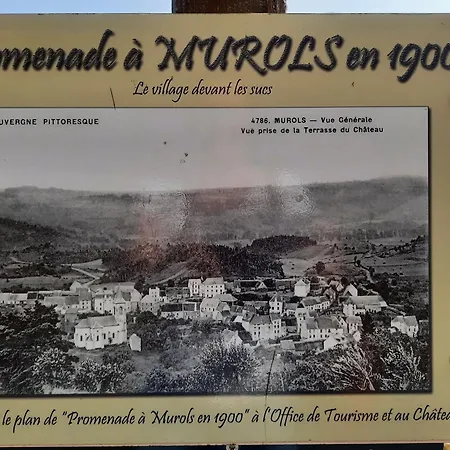 omenade à MUROLS en 1900
Le village devant les sucs
UVERGNE PITTORESQUE
4786. MUROLS — Vue Générale
Vue prise de la Terrasse du Château
le plan de "Promenade à Murols en 1900" à l'Office de Tourisme et au Châte